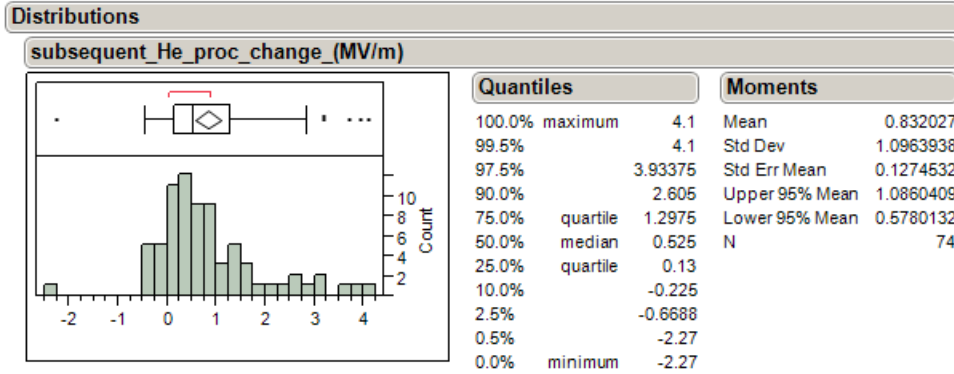 Distributions
subsequent_He_proc_change_(MV/m)
-2 -1 0 1 2 3 4
10
8
6
4
2
Count
Quantiles
100.0% maximum 4.1
99.5% 4.1
97.5% 3.93375
90.0% 2.605
75.0% quartile 1.2975
50.0% median 0.525
25.0% quartile 0.13
10.0% -0.225
2.5% -0.6688
0.5% -2.27
0.0% minimum -2.27
Moments
Mean 0.832027
Std Dev 1.0963938
Std Err Mean 0.1274532
Upper 95% Mean 1.0860409
Lower 95% Mean 0.5780132
N 74